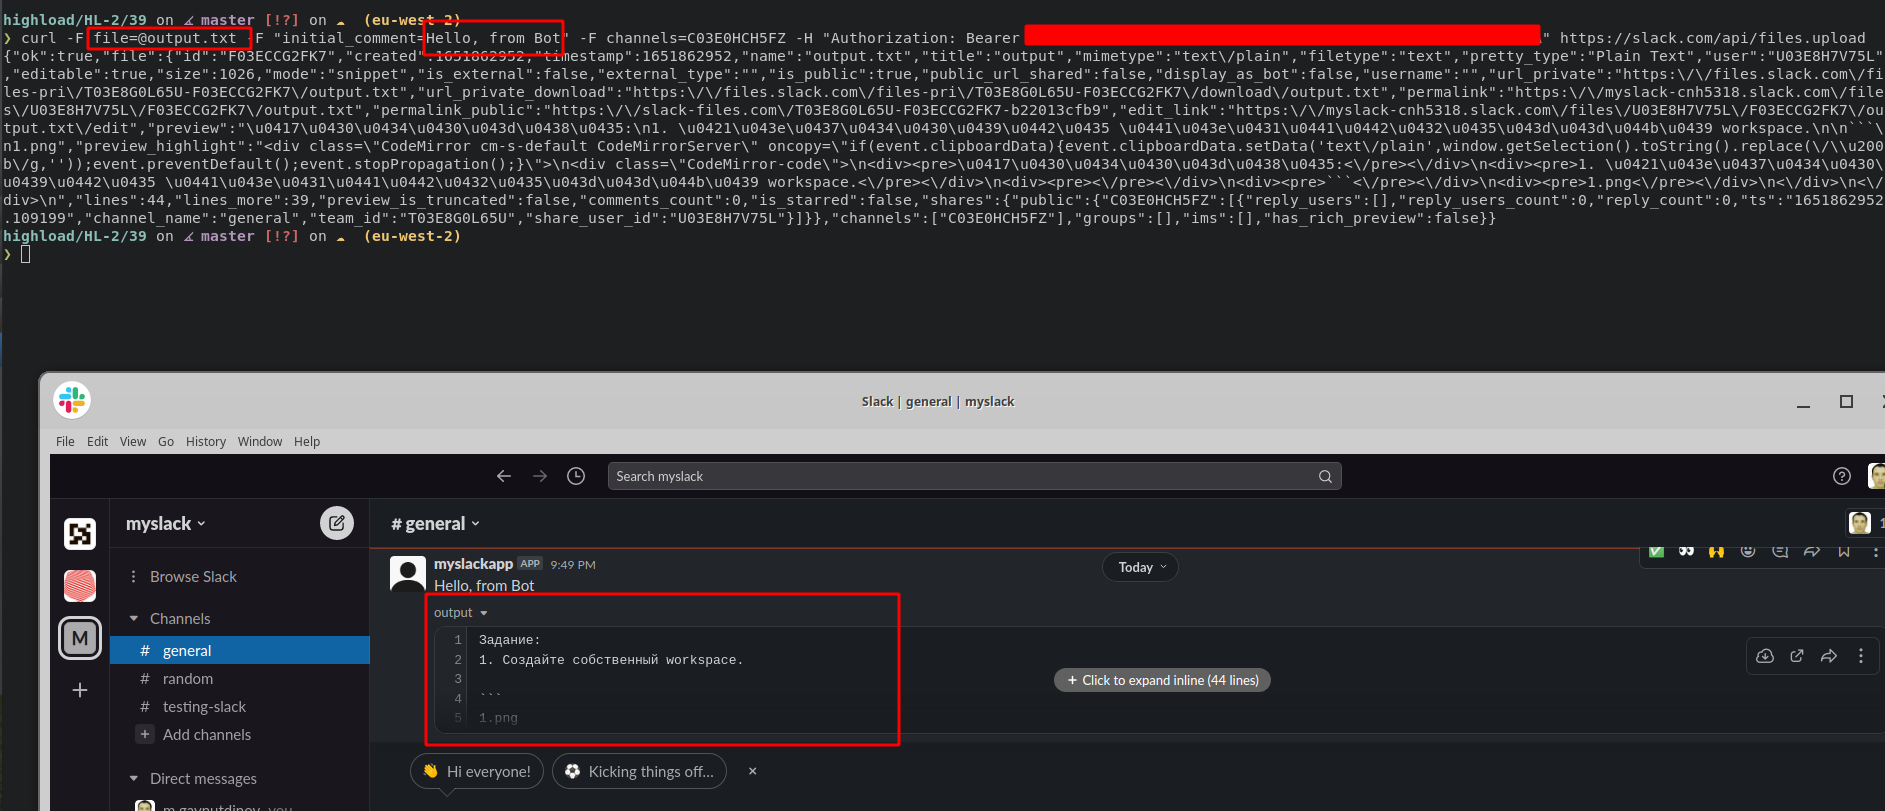 highload/HL-2/39 on master [!?] on (eu-west-2)
❯ curl -F file=@output.txt -F "initial_comment=Hello, from Bot" -F channels=C03E0HCH5FZ -H "Authorization: Bearer \" https://slack.com/api/files.upload
{"ok":true,"file":{"id":"F03ECCG2FK7","created":1651862952,"timestamp":1651862952,"name":"output.txt","title":"output","mimetype":"text\/plain","filetype":"text","pretty_type":"Plain Text","user":"U03E8H7V75L"
,"editable":true,"size":1026,"mode":"snippet","is_external":false,"external_type":"","is_public":true,"public_url_shared":false,"display_as_bot":false,"username":"","url_private":"https:\/\/files.slack.com\/fi
les-pri\/T03E8G0L65U-F03ECCG2FK7\/output.txt","url_private_download":"https:\/\/files.slack.com\/files-pri\/T03E8G0L65U-F03ECCG2FK7\/download\/output.txt","permalink":"https:\/\/myslack-cnh5318.slack.com\/file
s\/U03E8H7V75L\/F03ECCG2FK7\/output.txt","permalink_public":"https:\/\/slack-files.com\/T03E8G0L65U-F03ECCG2FK7-b22013cfb9","edit_link":"https:\/\/myslack-cnh5318.slack.com\/files\/U03E8H7V75L\/F03ECCG2FK7\/ou
tput.txt\/edit","preview":"\u0417\u0430\u0434\u0430\u043d\u0438\u0435:\n1. \u0421\u043e\u0437\u0434\u0430\u0439\u0442\u0435 \u0441\u043e\u0431\u0441\u0442\u0432\u0435\u043d\u043d\u044b\u0439 workspace.\n\n```\
n1.png","preview_highlight":"<div class=\"CodeMirror cm-s-default CodeMirrorServer\" oncopy=\"if(event.clipboardData){event.clipboardData.setData('text\/plain',window.getSelection().toString().replace(\/\\u200
b\/g,''));event.preventDefault();event.stopPropagation();}\">\n<div class=\"CodeMirror-code\">\n<div><pre>\u0417\u0430\u0434\u0430\u043d\u0438\u0435:<\/pre><\/div>\n<div><pre>1. \u0421\u043e\u0437\u0434\u0430\
u0439\u0442\u0435 \u0441\u043e\u0431\u0441\u0442\u0432\u0435\u043d\u043d\u044b\u0439 workspace.<\/pre><\/div>\n<div><pre><\/pre><\/div>\n<div><pre>```<\/pre><\/div>\n<div><pre>1.png<\/pre><\/div>\n<\/div>\n<\/
div>\n","lines":44,"lines_more":39,"preview_is_truncated":false,"comments_count":0,"is_starred":false,"shares":{"public":{"C03E0HCH5FZ":[{"reply_users":[],"reply_users_count":0,"reply_count":0,"ts":"1651862952
.109199","channel_name":"general","team_id":"T03E8G0L65U","share_user_id":"U03E8H7V75L"}]}},"channels":["C03E0HCH5FZ"],"groups":[],"ims":[],"has_rich_preview":false}}
highload/HL-2/39 on master [!?] on (eu-west-2)
❯
Slack | general | myslack
File Edit View Go History Window Help
Search myslack
myslack
# general
1
Browse Slack
myslackapp APP 9:49 PM
Today
Hello, from Bot
output
Channels
1 Задание:
# general
2 1. Создайте собственный workspace.
3
# random
Click to expand inline (44 lines)
4 ```
# testing-slack
5 1.png
Add channels
M
Hi everyone!
Kicking things off...
Direct messages
m.gaynutdinov you